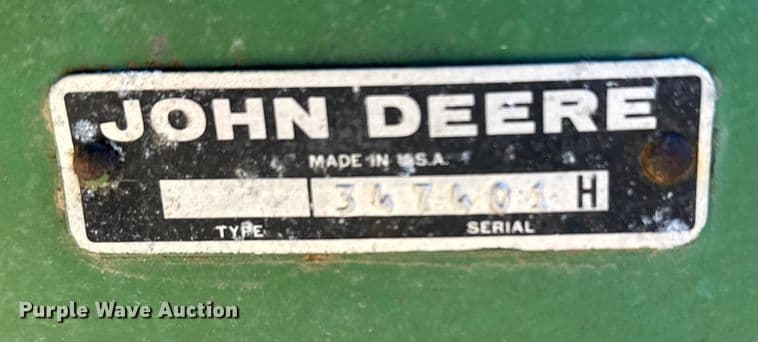 JOHN DEERE
MADE IN U.S.A.
347401 H
TYPE SERIAL
Purple Wave Auction